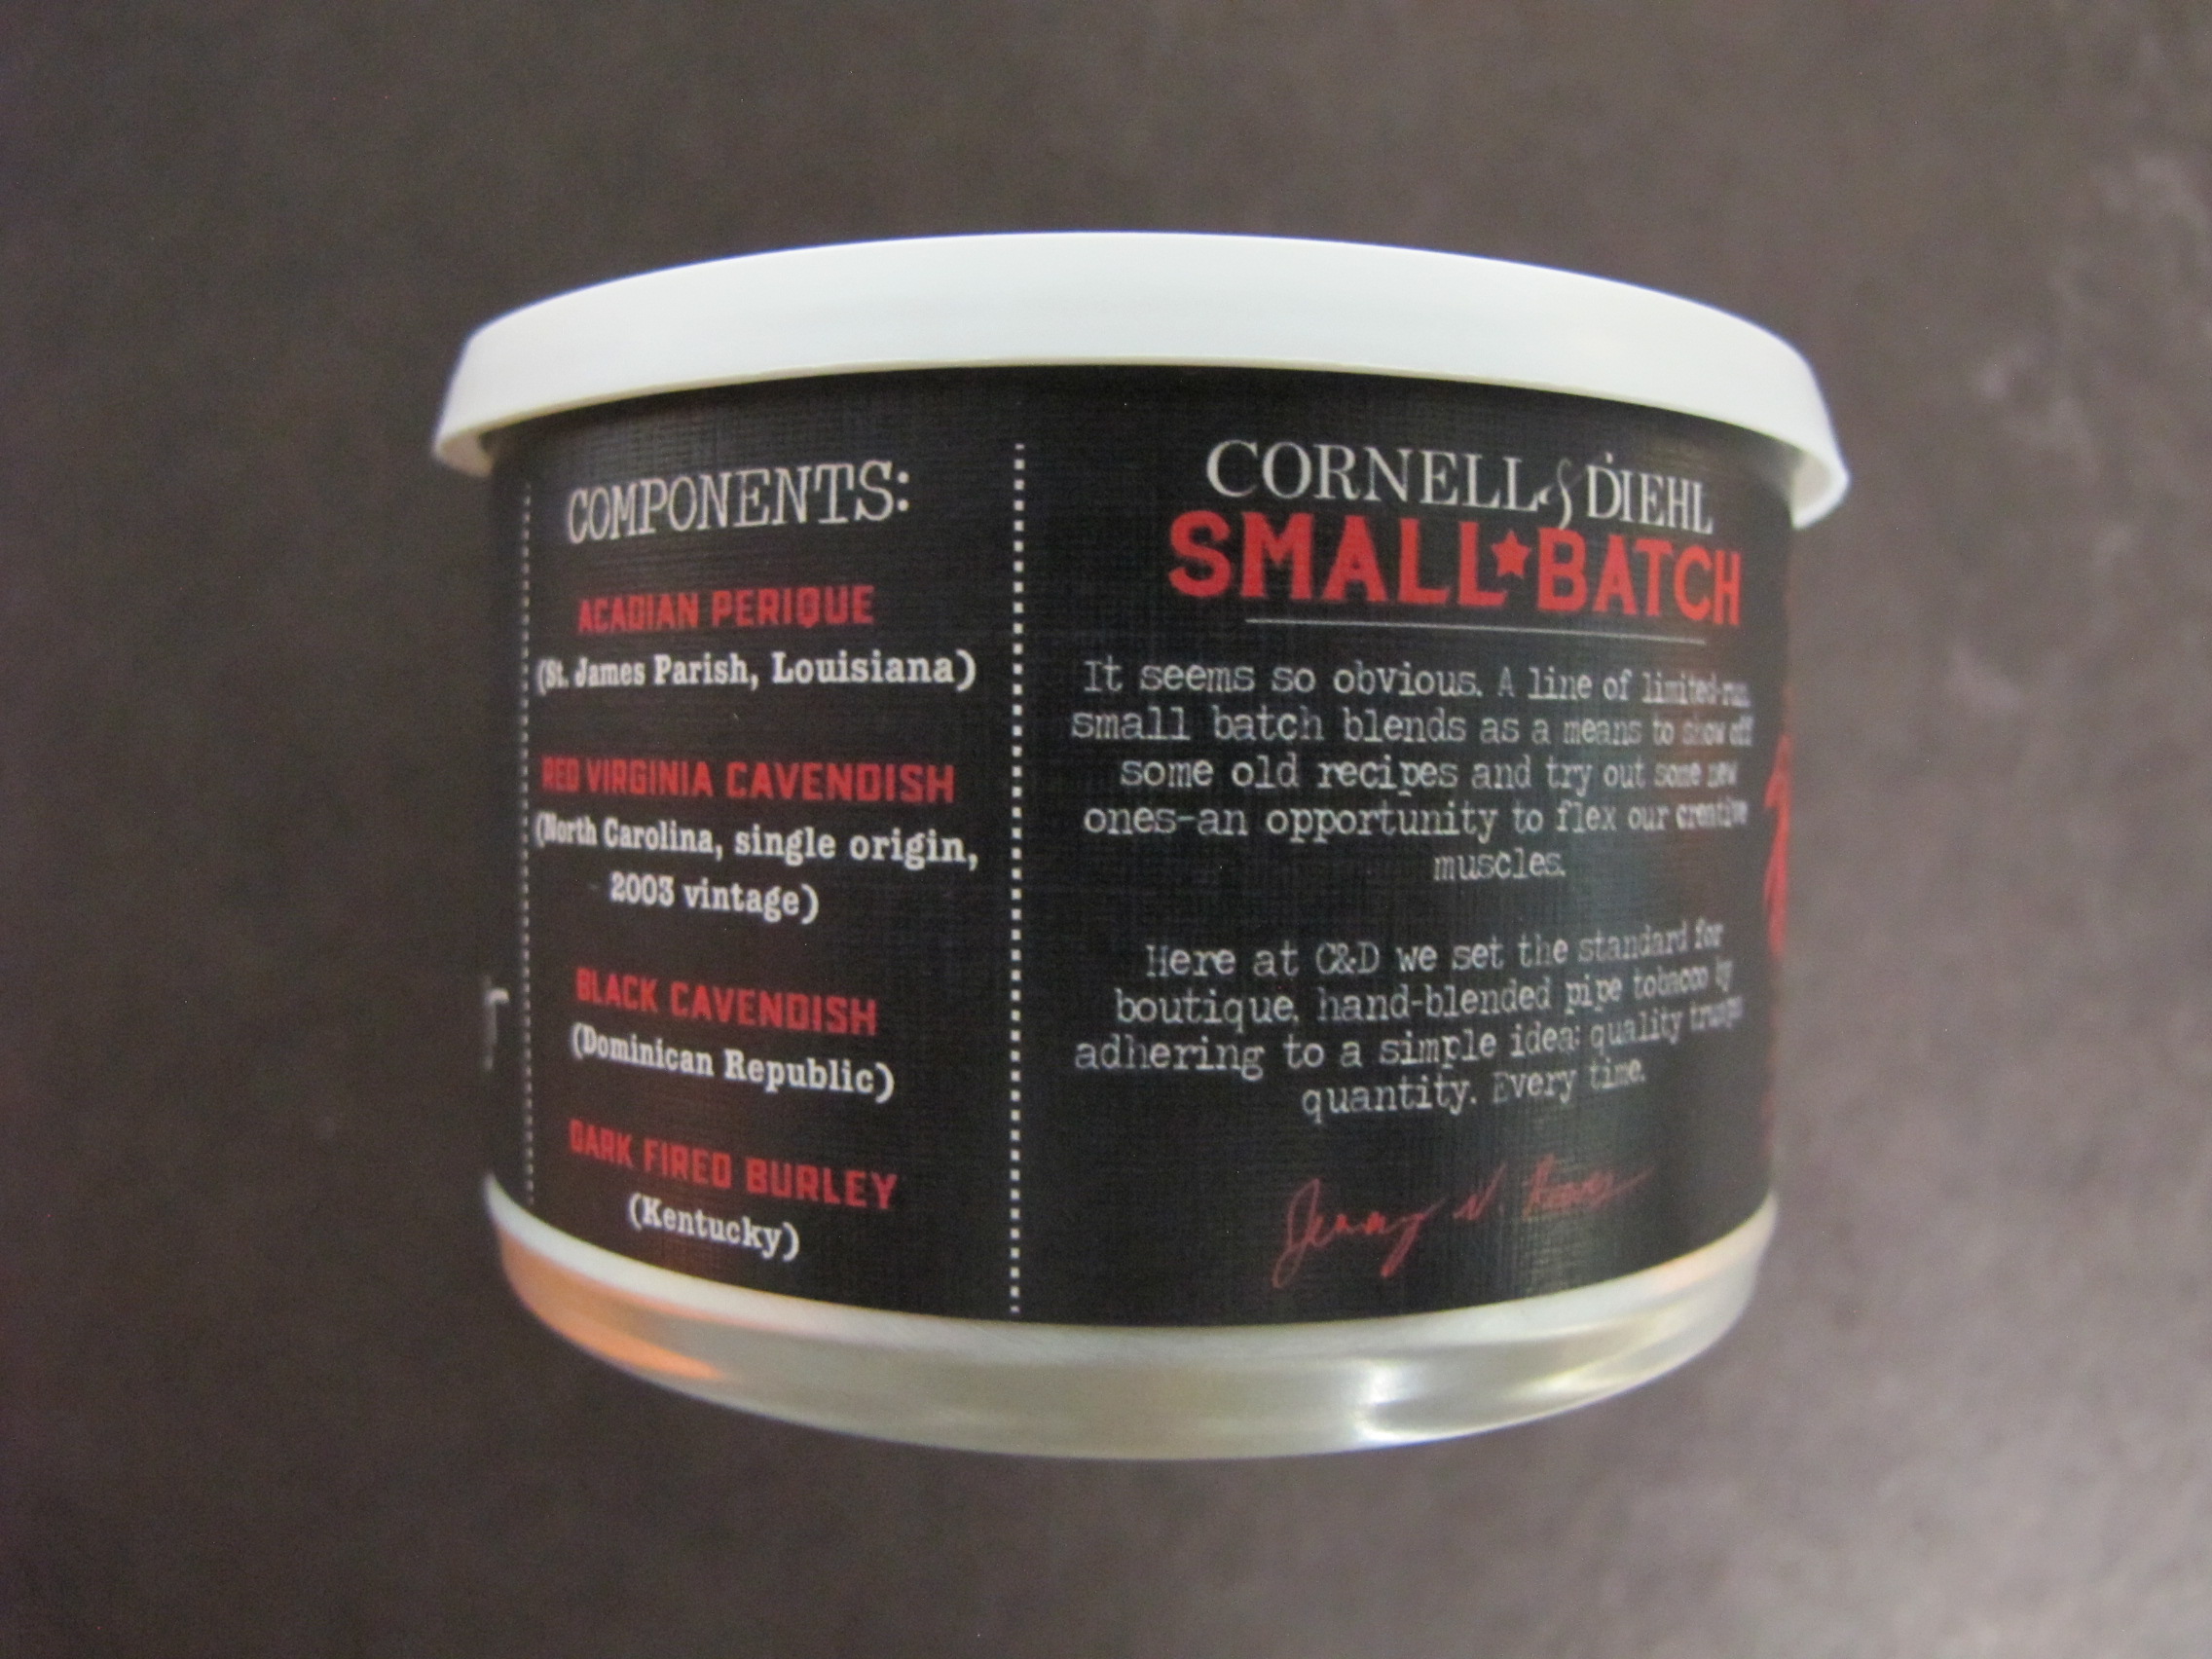 COMPONENTS:
ACADIAN PERIQUE
(St. James Parish, Louisiana)
RED VIRGINIA CAVENDISH
(North Carolina, single origin,
2003 vintage)
BLACK CAVENDISH
(Dominican Republic)
DARK FIRED BURLEY
(Kentucky)
CORNELL & DIEHL
SMALL★BATCH
It seems so obvious. A line of limited-run,
small batch blends as a means to show off
some old recipes and try out some new
ones-an opportunity to flex our creative
muscles.
Here at C&D we set the standard for
boutique, hand-blended pipe tobacco by
adhering to a simple idea: quality trumps
quantity. Every time.
Jenny N.